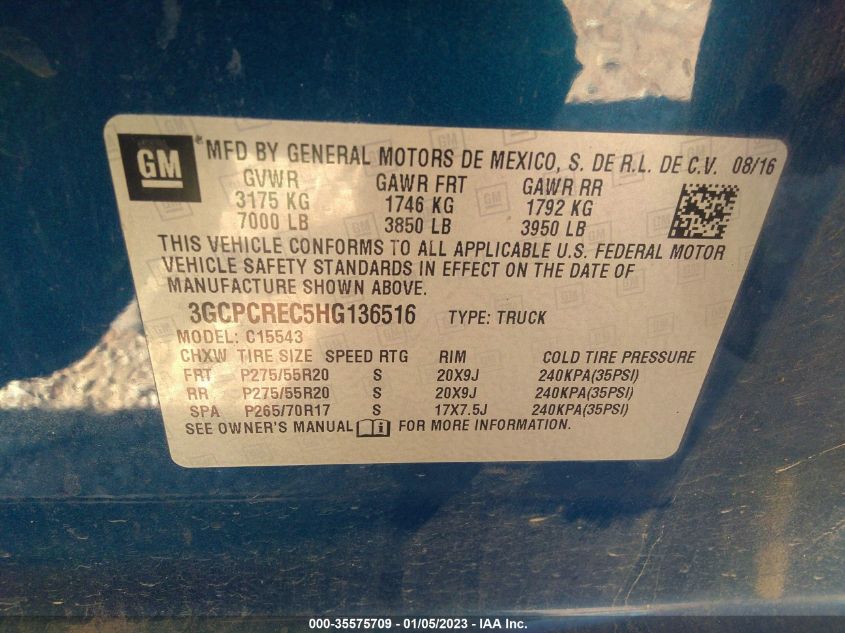 GM
*MFD BY GENERAL MOTORS DE MEXICO, S. DE R.L. DE C.V. 08/16
GVWR GAWR FRT GAWR RR
3175 KG 1746 KG 1792 KG
7000 LB 3850 LB 3950 LB
THIS VEHICLE CONFORMS TO ALL APPLICABLE U.S. FEDERAL MOTOR
VEHICLE SAFETY STANDARDS IN EFFECT ON THE DATE OF
MANUFACTURE SHOWN ABOVE.
3GCPCREC5HG136516 TYPE: TRUCK
MODEL: C15543
CHXW TIRE SIZE SPEED RTG RIM COLD TIRE PRESSURE
FRT P275/55R20 S 20X9J 240KPA(35PSI)
RR P275/55R20 S 20X9J 240KPA(35PSI)
SPA P265/70R17 S 17X7.5J 240KPA(35PSI)
SEE OWNER'S MANUAL i FOR MORE INFORMATION.
000-35575709 - 01/05/2023 - IAA Inc.